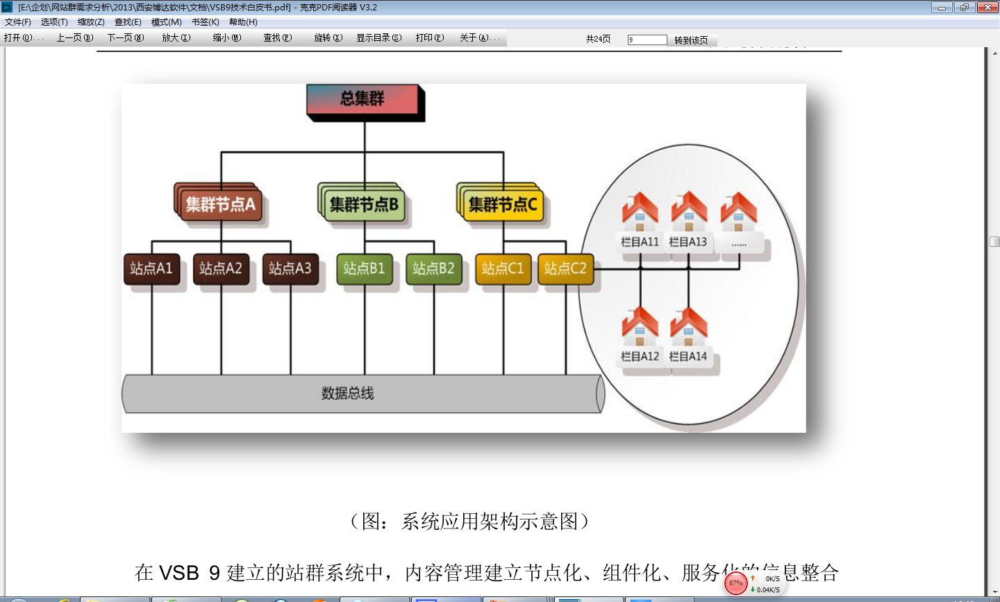 [E:\企划\网站群需求分析\2013\西安博达软件\文档\VSB9技术白皮书.pdf] - 克克PDF阅读器 V3.2
文件(F) 选项(T) 缩放(Z) 查找(E) 模式(M) 书签(K) 帮助(H)
打开(O)... 上一页(B) 下一页(N) 放大(I) 缩小(M) 查找(F) 旋转(X) 显示目录(S) 打印(P) 关于(A)... 共24页 9 转到该页
总集群
集群节点A 集群节点B 集群节点C
栏目A11 栏目A13 ......
站点A1 站点A2 站点A3 站点B1 站点B2 站点C1 站点C2
栏目A12 栏目A14
数据总线
（图：系统应用架构示意图）
在 VSB 9 建立的站群系统中，内容管理建立节点化、组件化、服务化的信息整合
87% 0K/S
0.04K/S